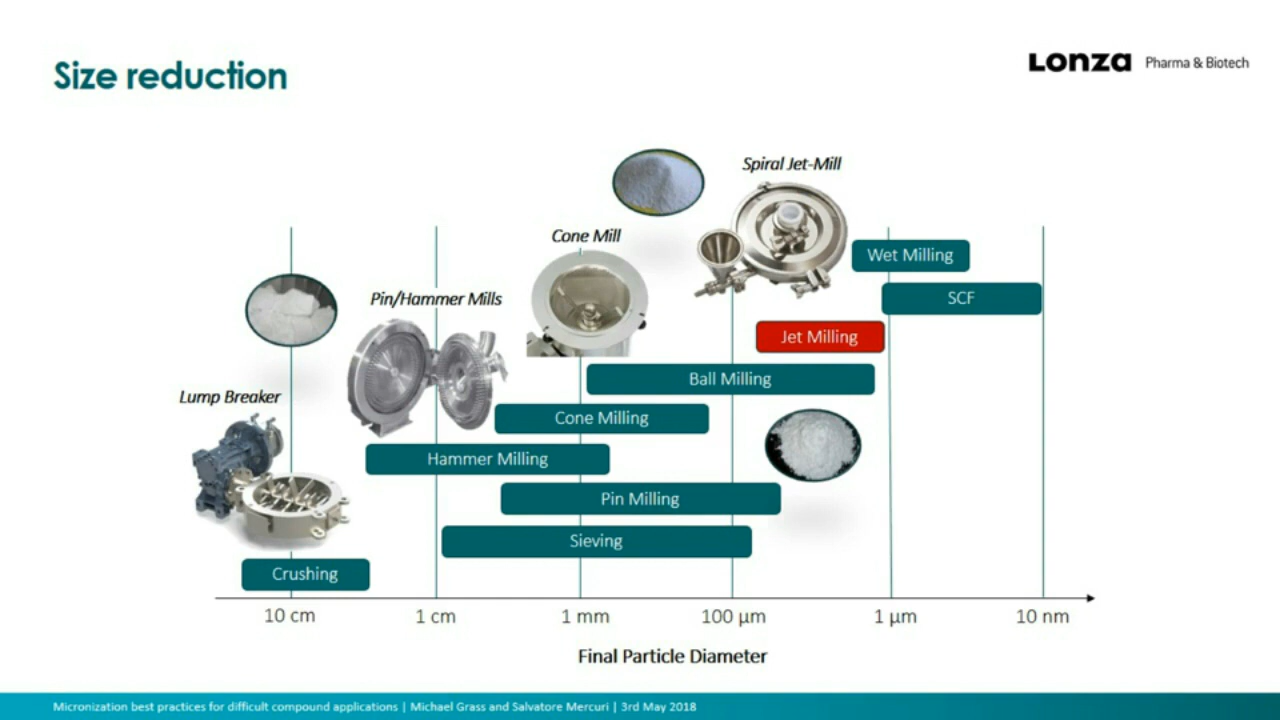 Size reduction
Lonza Pharma & Biotech
Spiral Jet-Mill
Cone Mill
Wet Milling
Pin/Hammer Mills
SCF
Jet Milling
Ball Milling
Lump Breaker
Cone Milling
Hammer Milling
Pin Milling
Sieving
Crushing
10 cm 1 cm 1 mm 100 µm 1 µm 10 nm
Final Particle Diameter
Micronization best practices for difficult compound applications | Michael Grass and Salvatore Mercuri | 3rd May 2018